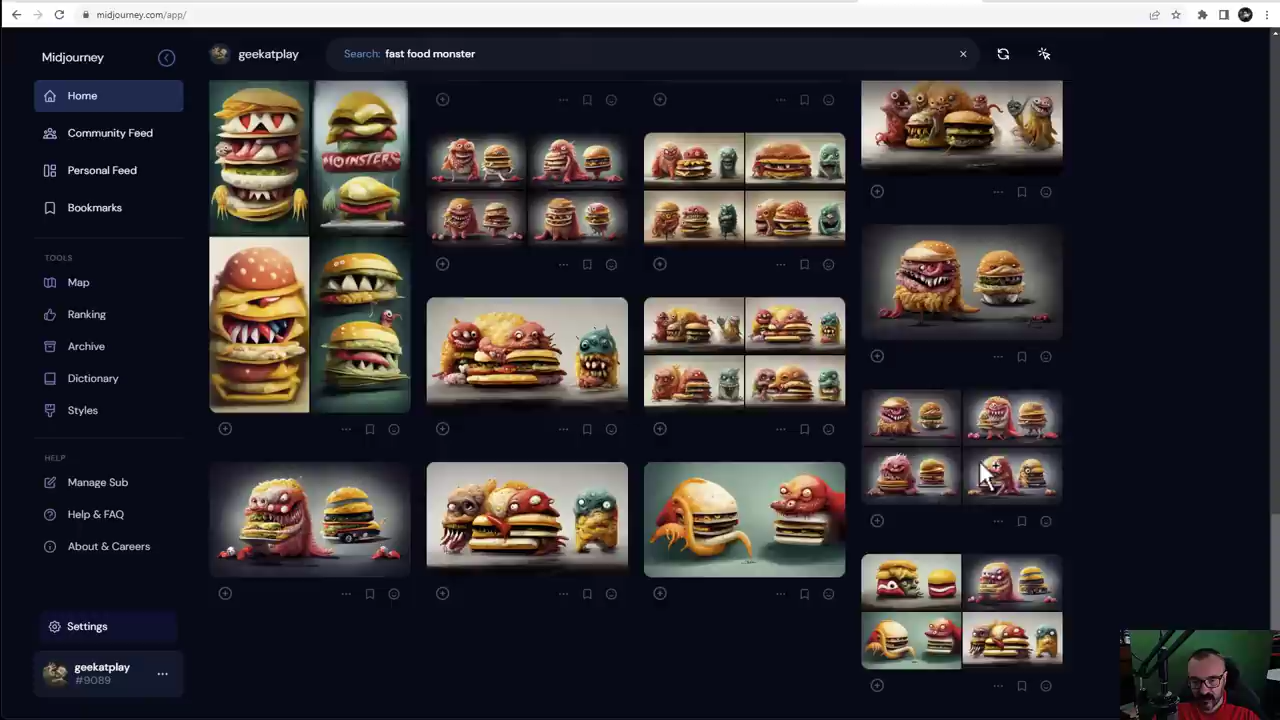 midjourney.com/app/
Midjourney
geekatplay
Search: fast food monster
Home
Community Feed
Personal Feed
Bookmarks
TOOLS
Map
Ranking
Archive
Dictionary
Styles
HELP
Manage Sub
Help & FAQ
About & Careers
Settings
geekatplay
#9089
MOINSTERS